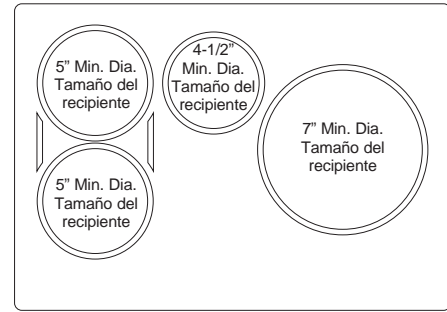 5” Min. Dia.
Tamaño del
recipiente
4-1/2”
Min. Dia.
Tamaño del
recipiente
7” Min. Dia.
Tamaño del
recipiente
5” Min. Dia.
Tamaño del
recipiente